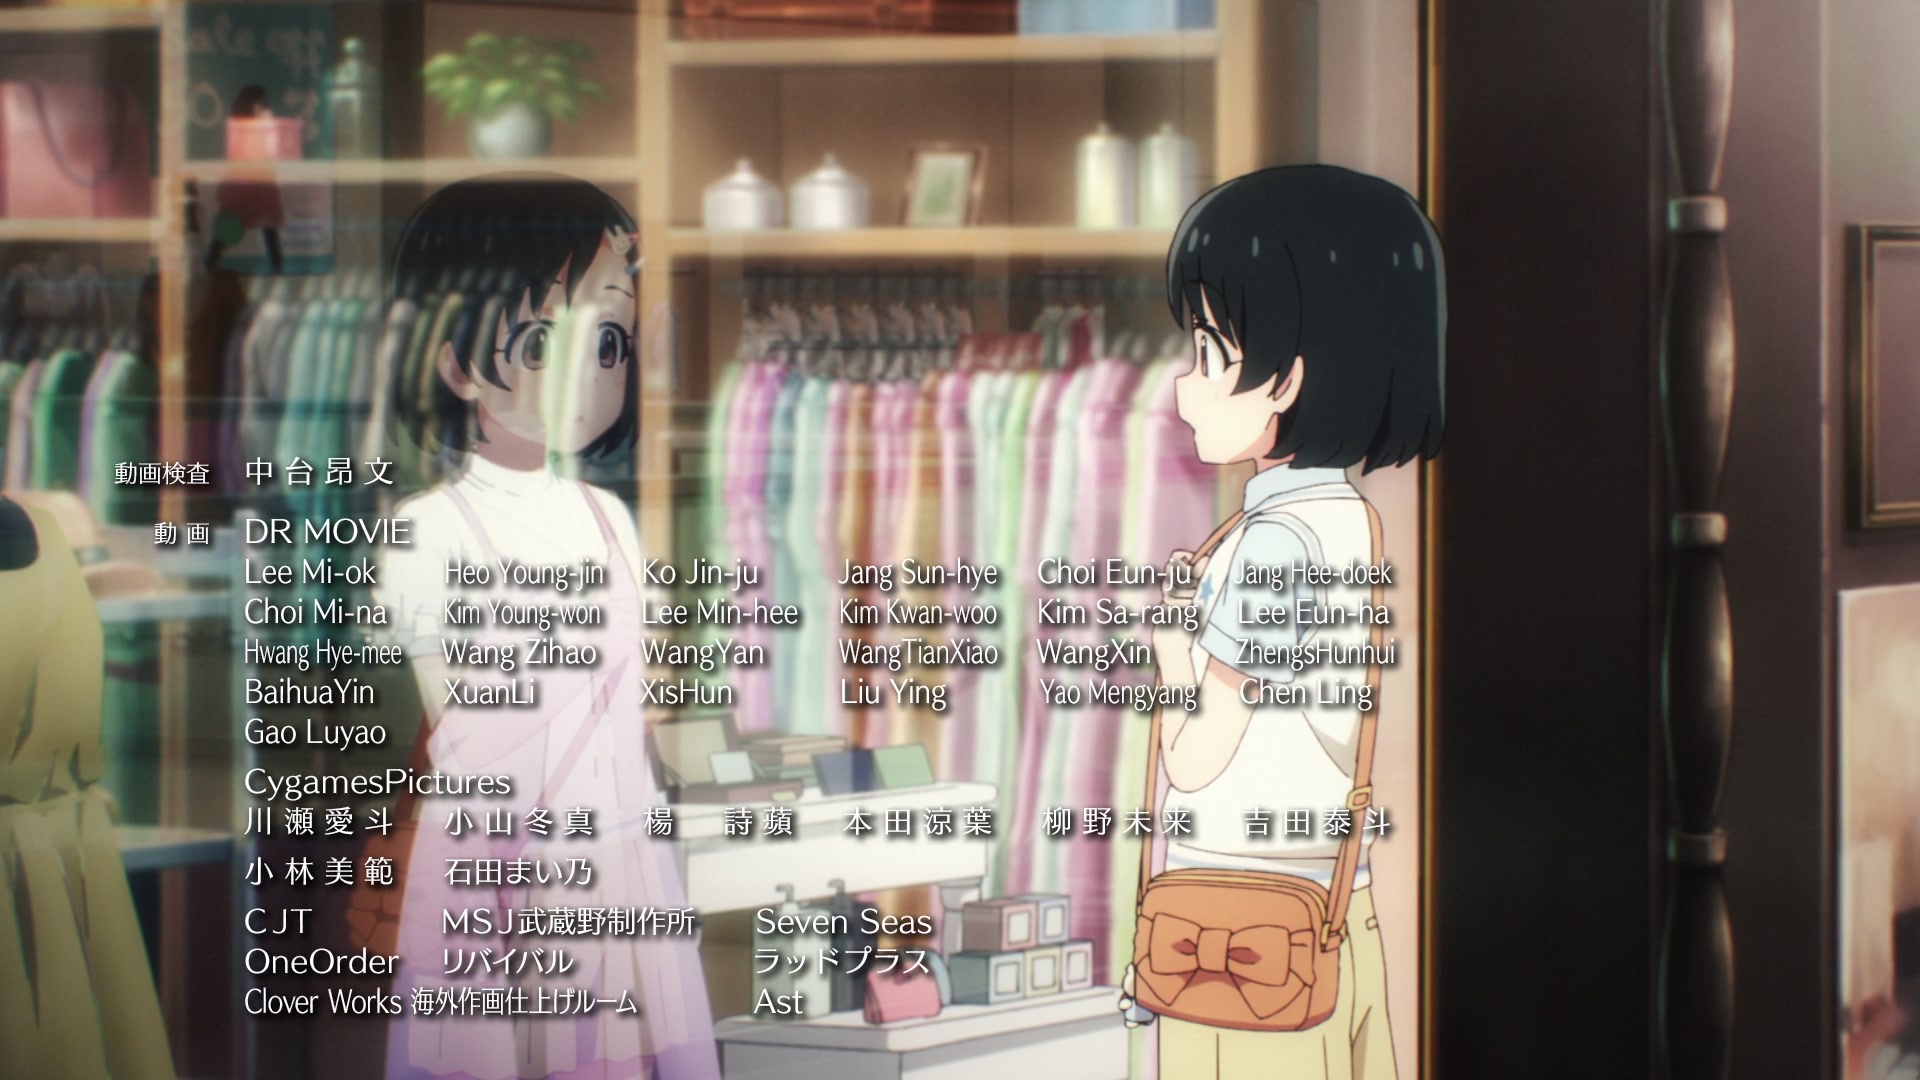 動画検査 中台昂文
動画 DR MOVIE
Lee Mi-ok Heo Young-jin Ko Jin-ju Jang Sun-hye Choi Eun-ju Jang Hee-doek
Choi Mi-na Kim Young-won Lee Min-hee Kim Kwan-woo Kim Sa-rang Lee Eun-ha
Hwang Hye-mee Wang Zihao WangYan WangTianXiao WangXin ZhengsHunhui
BaihuaYin XuanLi XisHun Liu Ying Yao Mengyang Chen Ling
Gao Luyao
CygamesPictures
川瀬愛斗 小山冬真 楊 詩蘋 本田涼葉 柳野未来 吉田泰斗
小林美範 石田まい乃
CJT MSJ武蔵野制作所 Seven Seas
OneOrder リバイバル ラッドプラス
Clover Works 海外作画仕上げルーム Ast